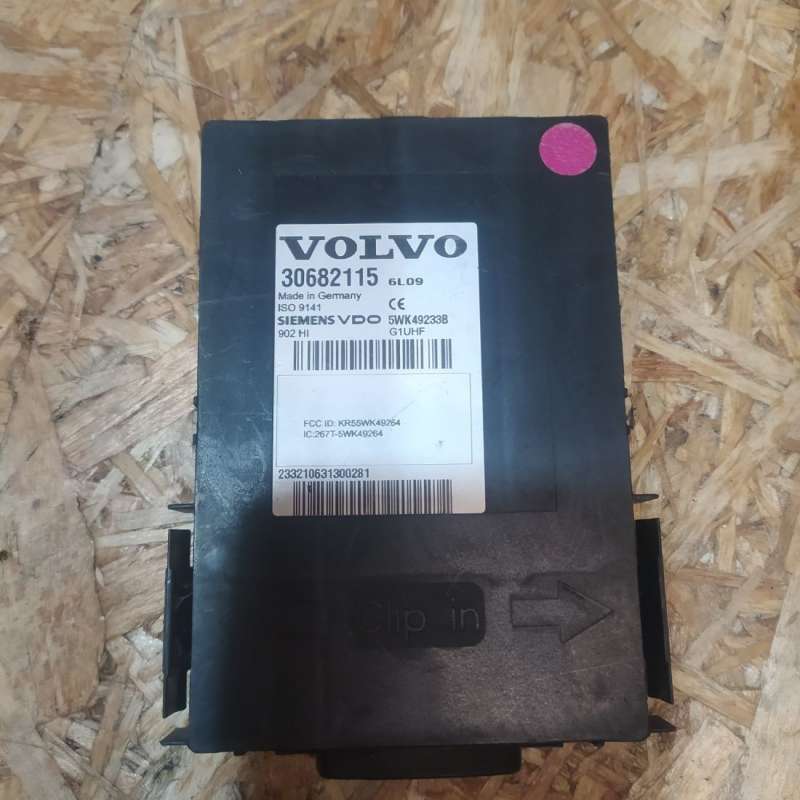 VOLVO
30682115 6L09
Made in Germany
ISO 9141 CE
SIEMENS VDO 5WK49233B
902 HI G1UHF
FCC ID: KR55WK49264
IC:267T-5WK49264
233210631300281
Clip in